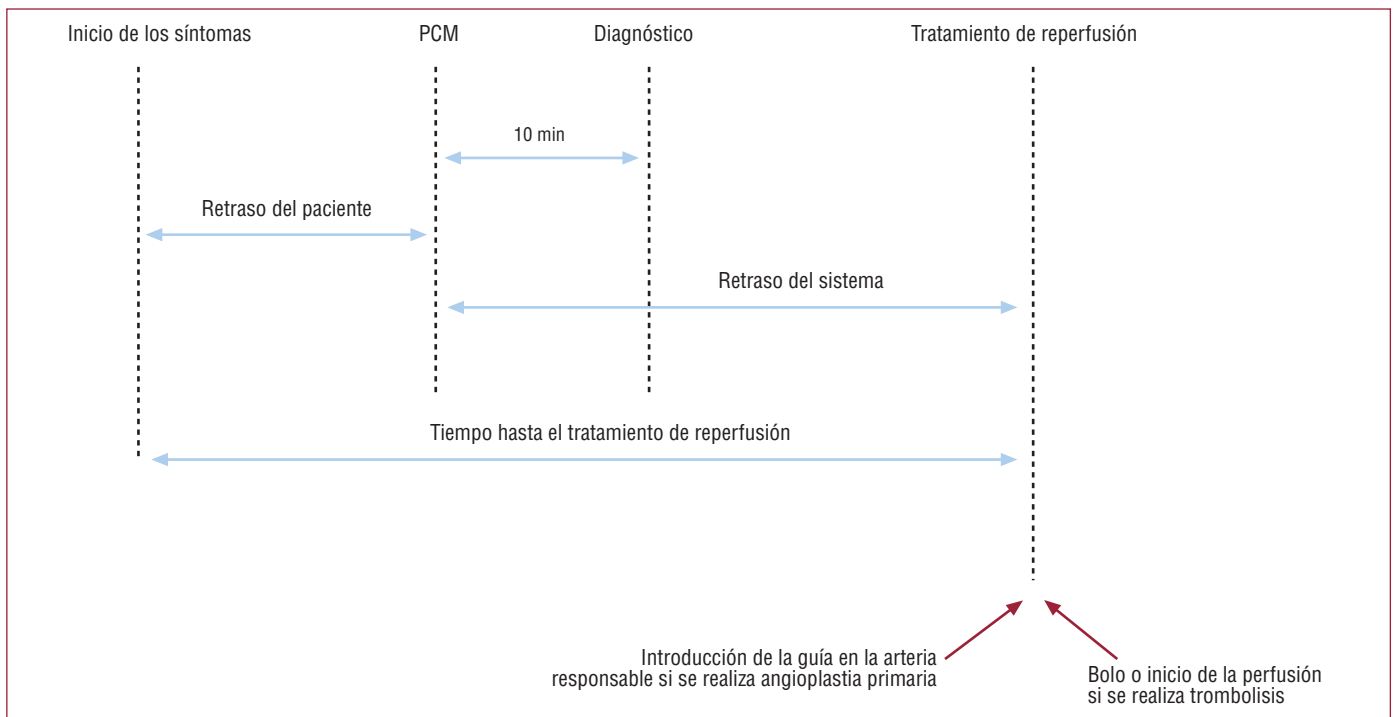 Inicio de los síntomas
PCM
Diagnóstico
Tratamiento de reperfusión
10 min
Retraso del paciente
Retraso del sistema
Tiempo hasta el tratamiento de reperfusión
Introducción de la guía en la arteria
responsable si se realiza angioplastia primaria
Bolo o inicio de la perfusión
si se realiza trombolisis